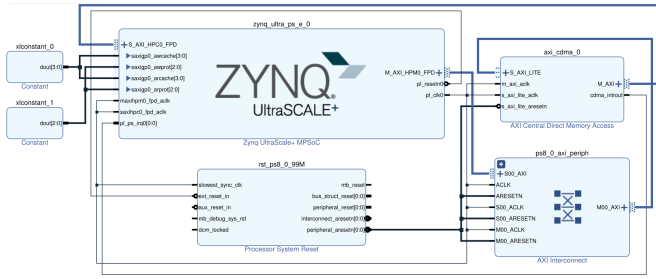 xlconstant_0
dout[3:0]
Constant
xlconstant_1
dout[2:0]
Constant
zynq_ultra_ps_e_0
S_AXI_HPC0_FPD
saxigp0_awcache[3:0]
saxigp0_awprot[2:0]
saxigp0_arcache[3:0]
saxigp0_arprot[2:0]
maxihpm0_fpd_aclk
saxihpc0_fpd_aclk
pl_ps_irq0[0:0]
ZYNQ
UltraSCALE+
M_AXI_HPM0_FPD
pl_resetn0
pl_clk0
Zynq UltraScale+ MPSoC
rst_ps8_0_99M
slowest_sync_clk
ext_reset_in
aux_reset_in
mb_debug_sys_rst
dcm_locked
mb_reset
bus_struct_reset[0:0]
peripheral_reset[0:0]
interconnect_aresetn[0:0]
peripheral_aresetn[0:0]
Processor System Reset
axi_cdma_0
S_AXI_LITE
m_axi_aclk
s_axi_lite_aclk
s_axi_lite_aresetn
M_AXI
cdma_introut
AXI Central Direct Memory Access
ps8_0_axi_periph
S00_AXI
ACLK
ARESETN
S00_ACLK
S00_ARESETN
M00_ACLK
M00_ARESETN
M00_AXI
AXI Interconnect